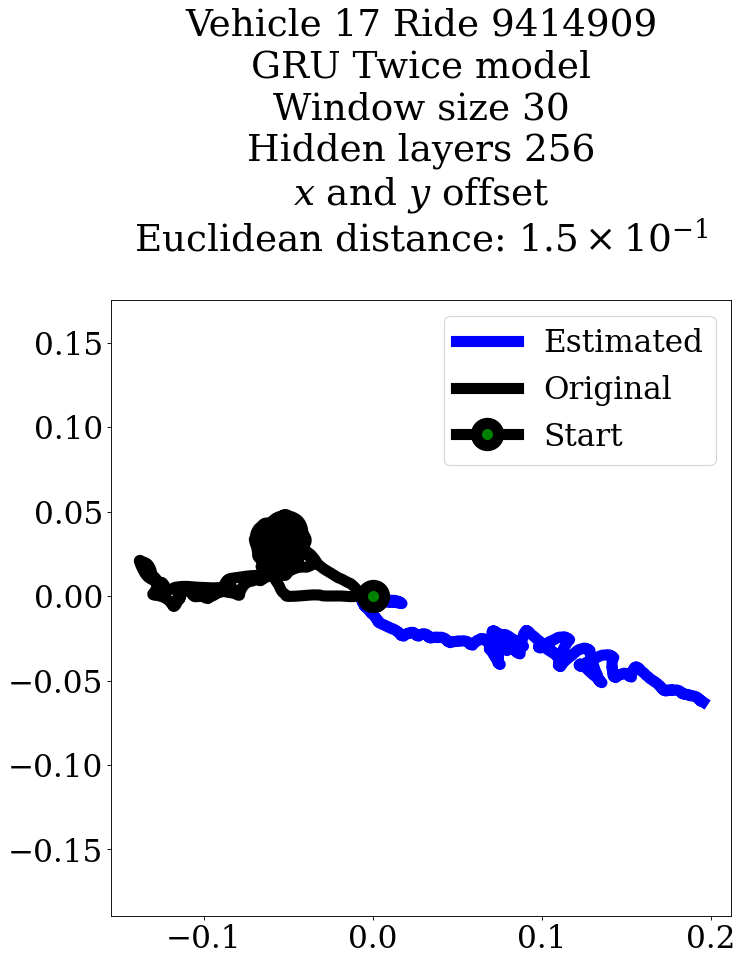 Vehicle 17 Ride 9414909
GRU Twice model
Window size 30
Hidden layers 256
x and y offset
Euclidean distance: 1.5 × 10⁻¹
Estimated
Original
Start
0.15
0.10
0.05
0.00
−0.05
−0.10
−0.15
−0.1
0.0
0.1
0.2